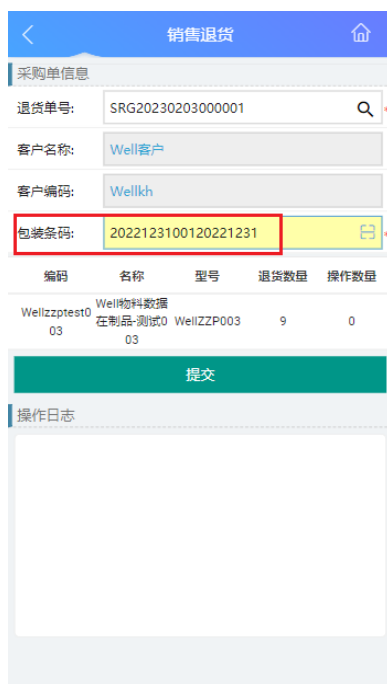 销售退货
采购单信息
退货单号: SRG20230203000001
客户名称: Well客户
客户编码: Wellkh
包装条码: 2022123100120221231
编码 名称 型号 退货数量 操作数量
Wellzzptest0
03
Well物料数据
在制品-测试0
03
WellZZP003 9 0
提交
操作日志